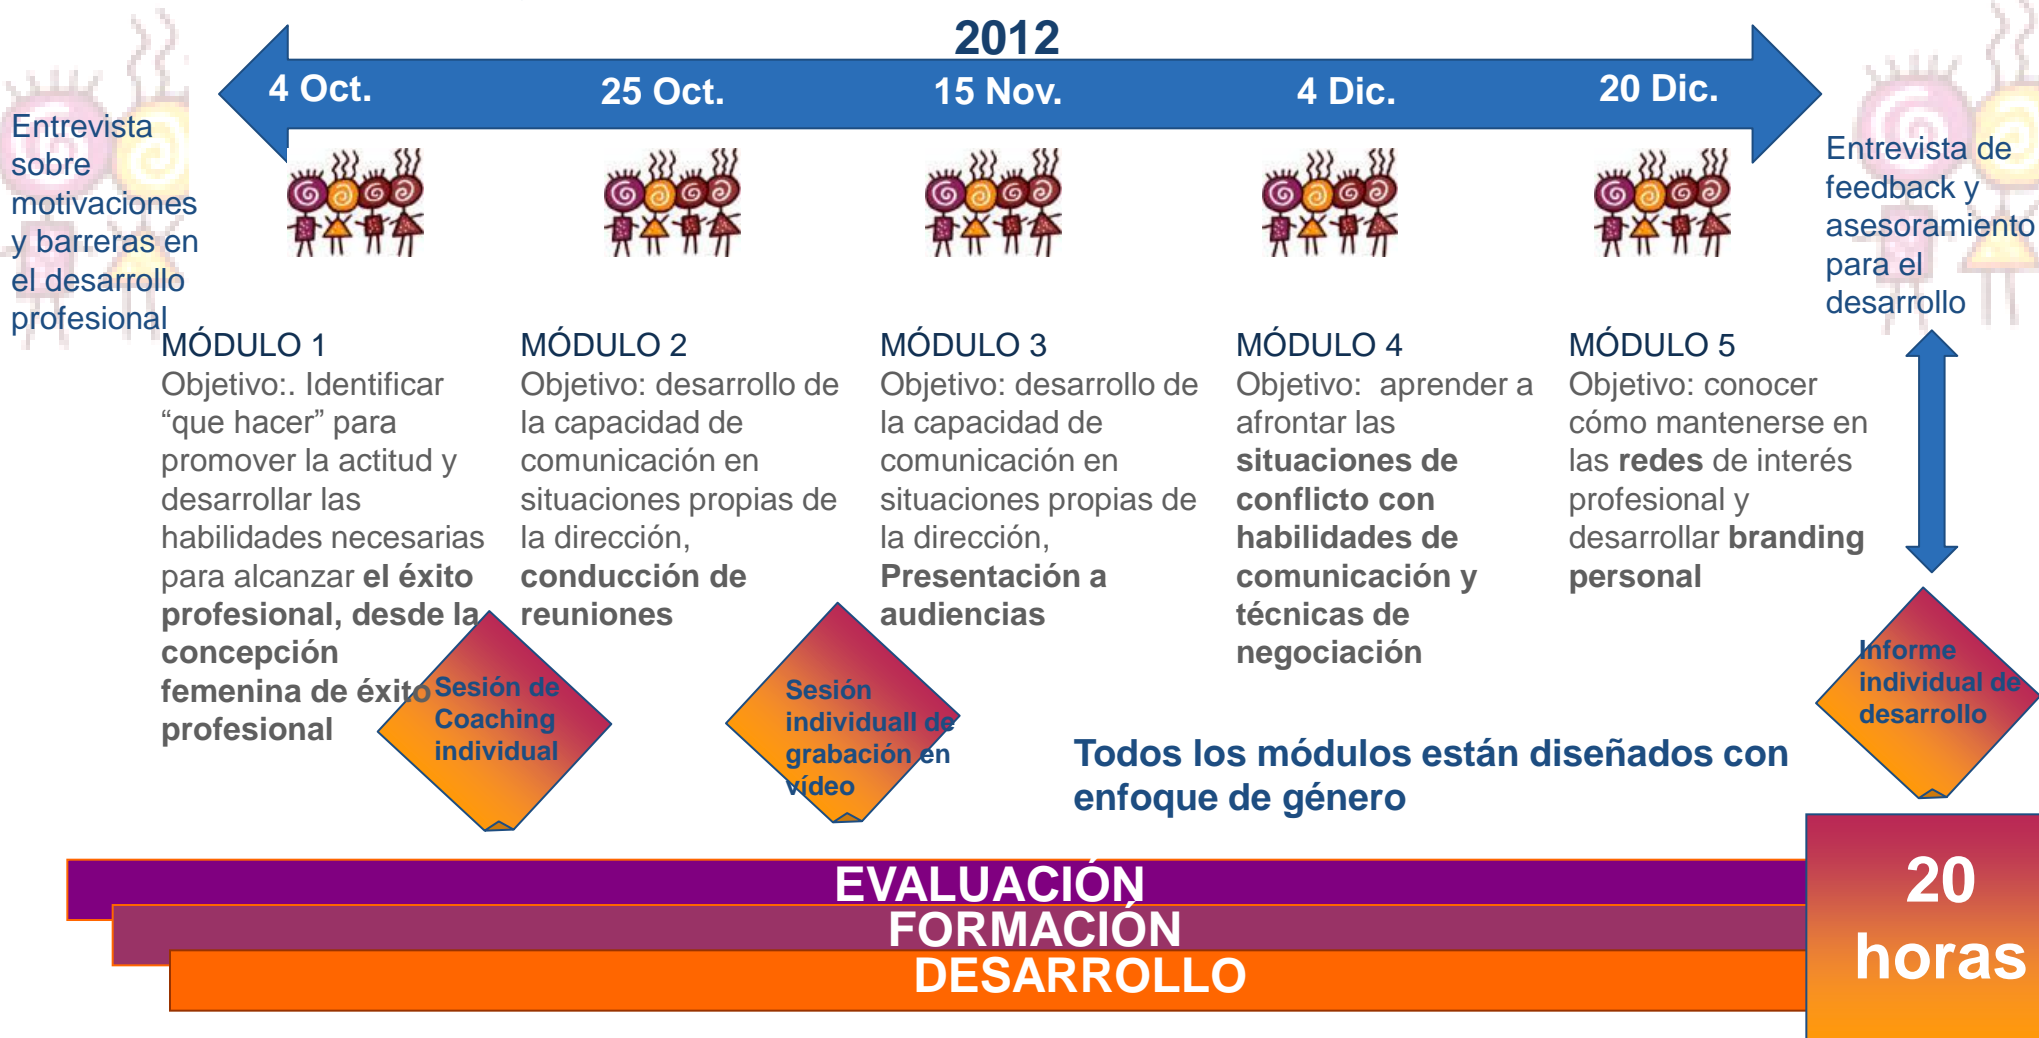 2012
4 Oct.
25 Oct.
15 Nov.
4 Dic.
20 Dic.
Entrevista
sobre
motivaciones
y barreras en
el desarrollo
profesional
Entrevista de
feedback y
asesoramiento
para el
desarrollo
MÓDULO 1
Objetivo:. Identificar
“que hacer” para
promover la actitud y
desarrollar las
habilidades necesarias
para alcanzar el éxito
profesional, desde la
concepción
femenina de éxito
profesional
MÓDULO 2
Objetivo: desarrollo de
la capacidad de
comunicación en
situaciones propias de
la dirección,
conducción de
reuniones
MÓDULO 3
Objetivo: desarrollo de
la capacidad de
comunicación en
situaciones propias de
la dirección,
Presentación a
audiencias
MÓDULO 4
Objetivo: aprender a
afrontar las
situaciones de
conflicto con
habilidades de
comunicación y
técnicas de
negociación
MÓDULO 5
Objetivo: conocer
cómo mantenerse en
las redes de interés
profesional y
desarrollar branding
personal
Sesión de
Coaching
individual
Sesión
individuall de
grabación en
vídeo
Informe
individual de
desarrollo
Todos los módulos están diseñados con
enfoque de género
EVALUACIÓN
FORMACIÓN
DESARROLLO
20
horas